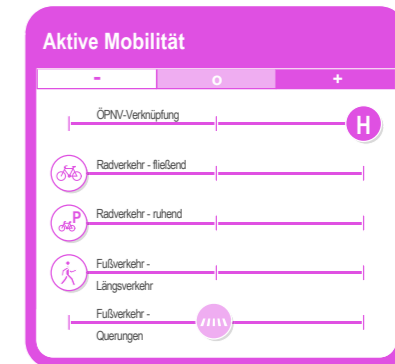 Aktive Mobilität
- o +
ÖPNV-Verknüpfung
H
Radverkehr - fließend
Radverkehr - ruhend
P
Fußverkehr -
Längsverkehr
Fußverkehr -
Querungen